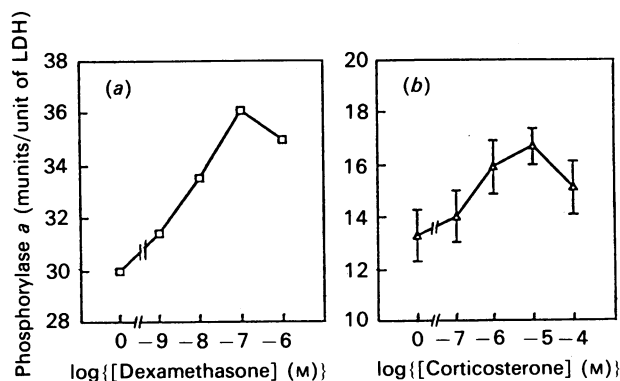 Phosphorylase a (munits/unit of LDH)
38
36
34
32
30
28
(a)
0 −9 −8 −7 −6
log{[Dexamethasone] (M)}
20
18
16
14
12
10
(b)
0 −7 −6 −5 −4
log{[Corticosterone] (M)}